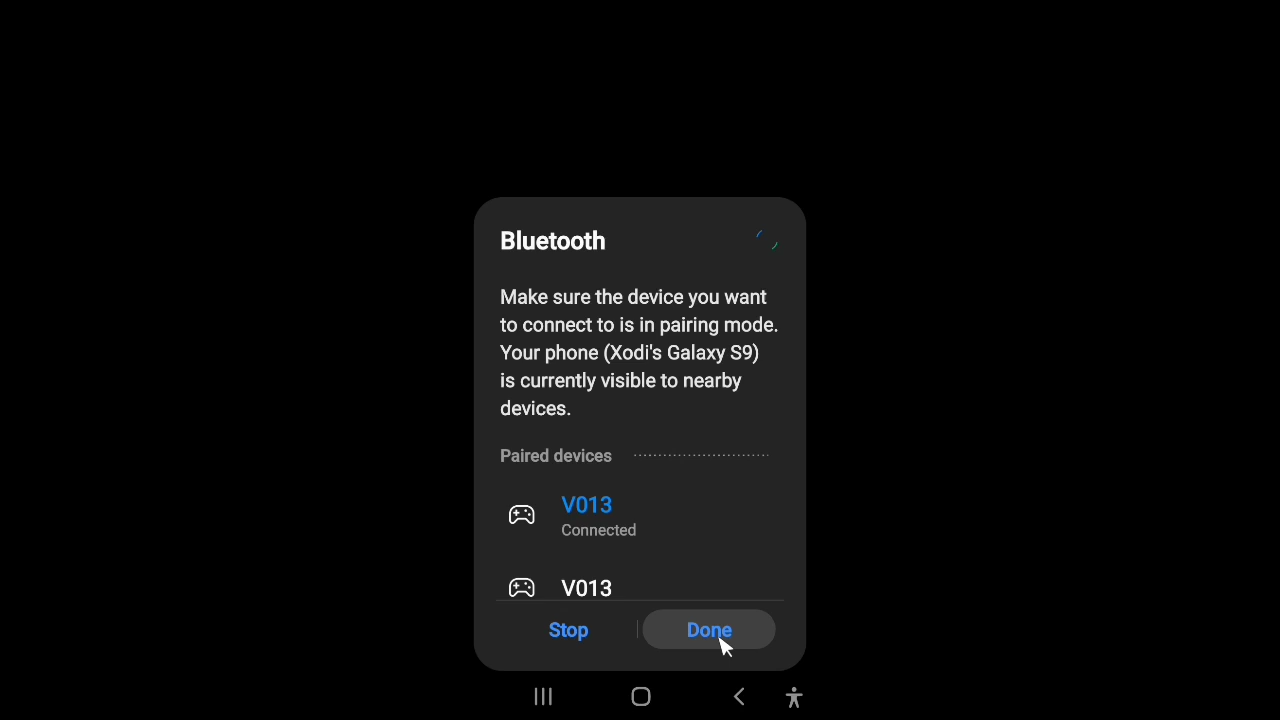 Bluetooth
Make sure the device you want
to connect to is in pairing mode.
Your phone (Xodi's Galaxy S9)
is currently visible to nearby
devices.
Paired devices
V013
Connected
V013
Stop
Done